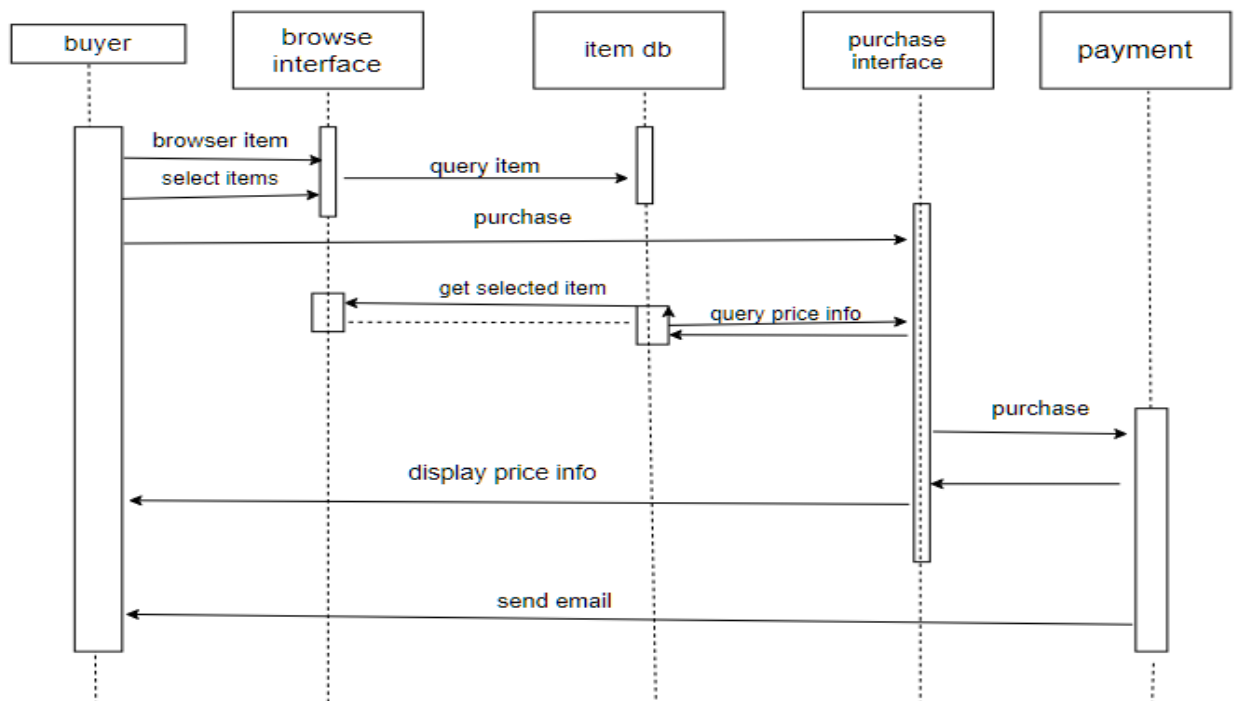 buyer
browse
interface
item db
purchase
interface
payment
browser item
query item
select items
purchase
get selected item
query price info
purchase
display price info
send email